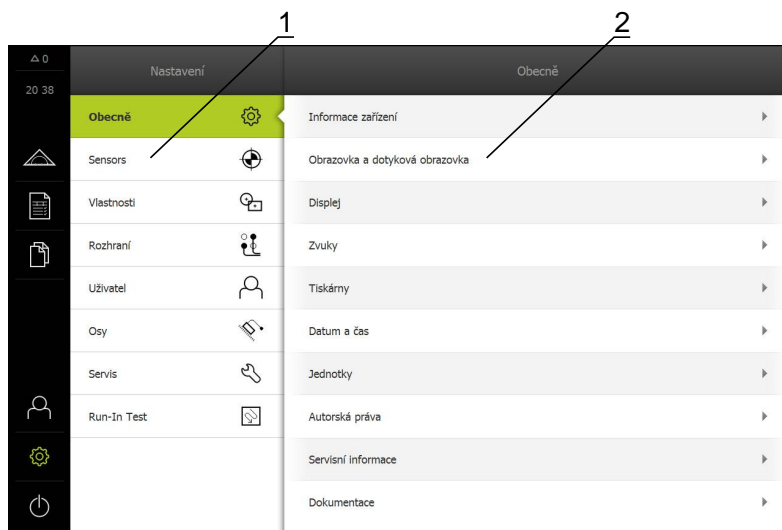 1
2
0
20 38
Nastavení
Obecně
Obecně
Sensors
Vlastnosti
Rozhraní
Uživatel
Osy
Servis
Run-In Test
Informace zařízení
Obrazovka a dotyková obrazovka
Displej
Zvuky
Tiskárny
Datum a čas
Jednotky
Autorská práva
Servisní informace
Dokumentace